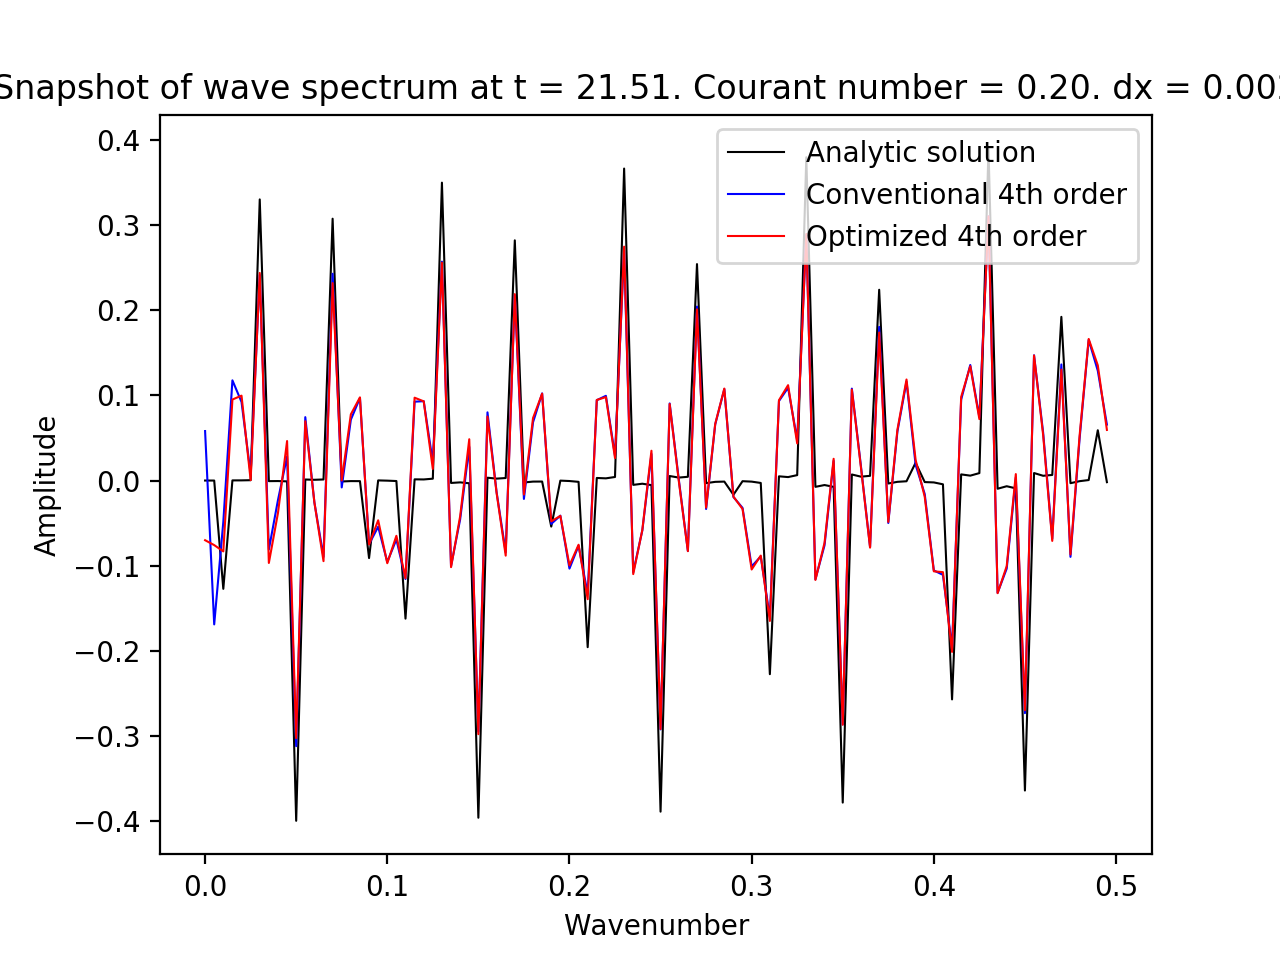 Snapshot of wave spectrum at t = 21.51. Courant number = 0.20. dx = 0.00
Analytic solution
Conventional 4th order
Optimized 4th order
0.4
0.3
0.2
0.1
0.0
−0.1
−0.2
−0.3
−0.4
Amplitude
0.0 0.1 0.2 0.3 0.4 0.5
Wavenumber